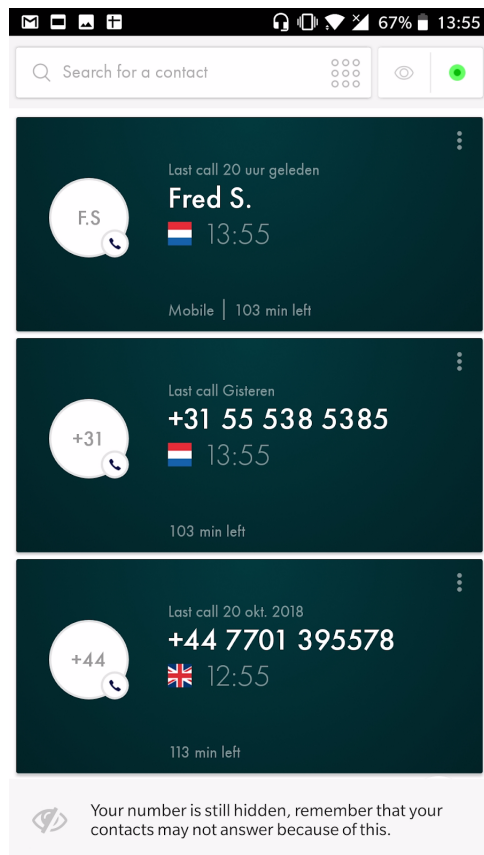 67% 13:55
Search for a contact
Last call 20 uur geleden
Fred S.
F.S
13:55
Mobile | 103 min left
Last call Gisteren
+31 55 538 5385
+31
13:55
103 min left
Last call 20 okt. 2018
+44 7701 395578
+44
12:55
113 min left
Your number is still hidden, remember that your
contacts may not answer because of this.